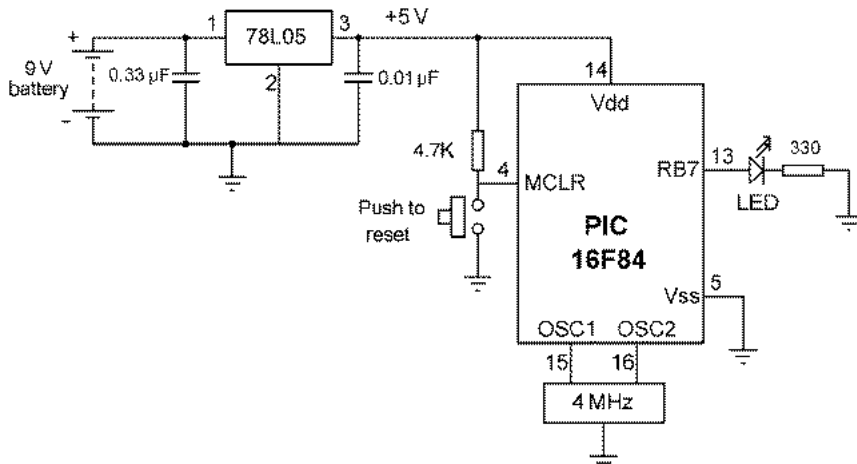 1
78L05
3
+5 V
+
9 V
battery
-
0.33 µF
2
0.01 µF
14
Vdd
4.7K
4
MCLR
RB7
13
330
LED
Push to
reset
PIC
16F84
Vss
5
OSC1
OSC2
15
16
4 MHz